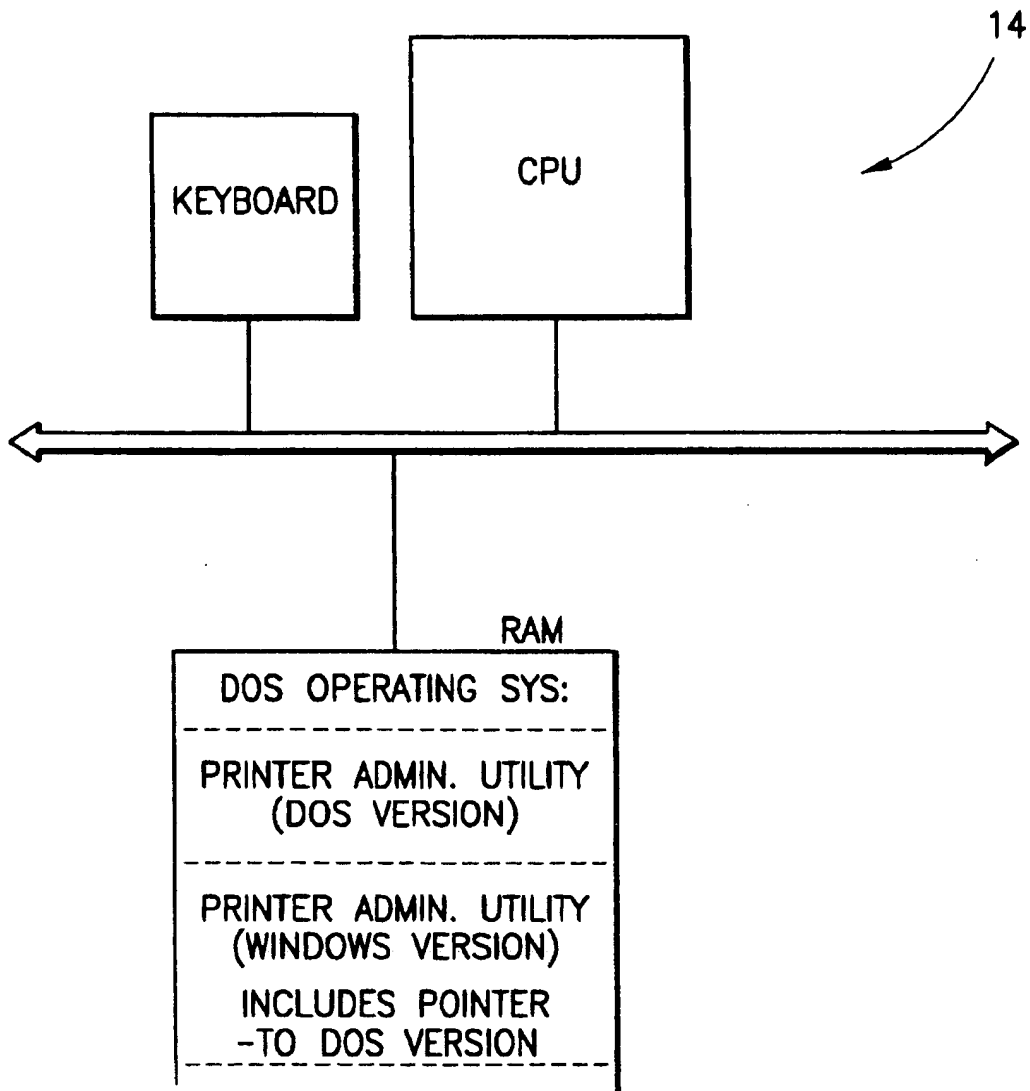 14
KEYBOARD
CPU
RAM
DOS OPERATING SYS:
PRINTER ADMIN. UTILITY
(DOS VERSION)
PRINTER ADMIN. UTILITY
(WINDOWS VERSION)
INCLUDES POINTER
-TO DOS VERSION